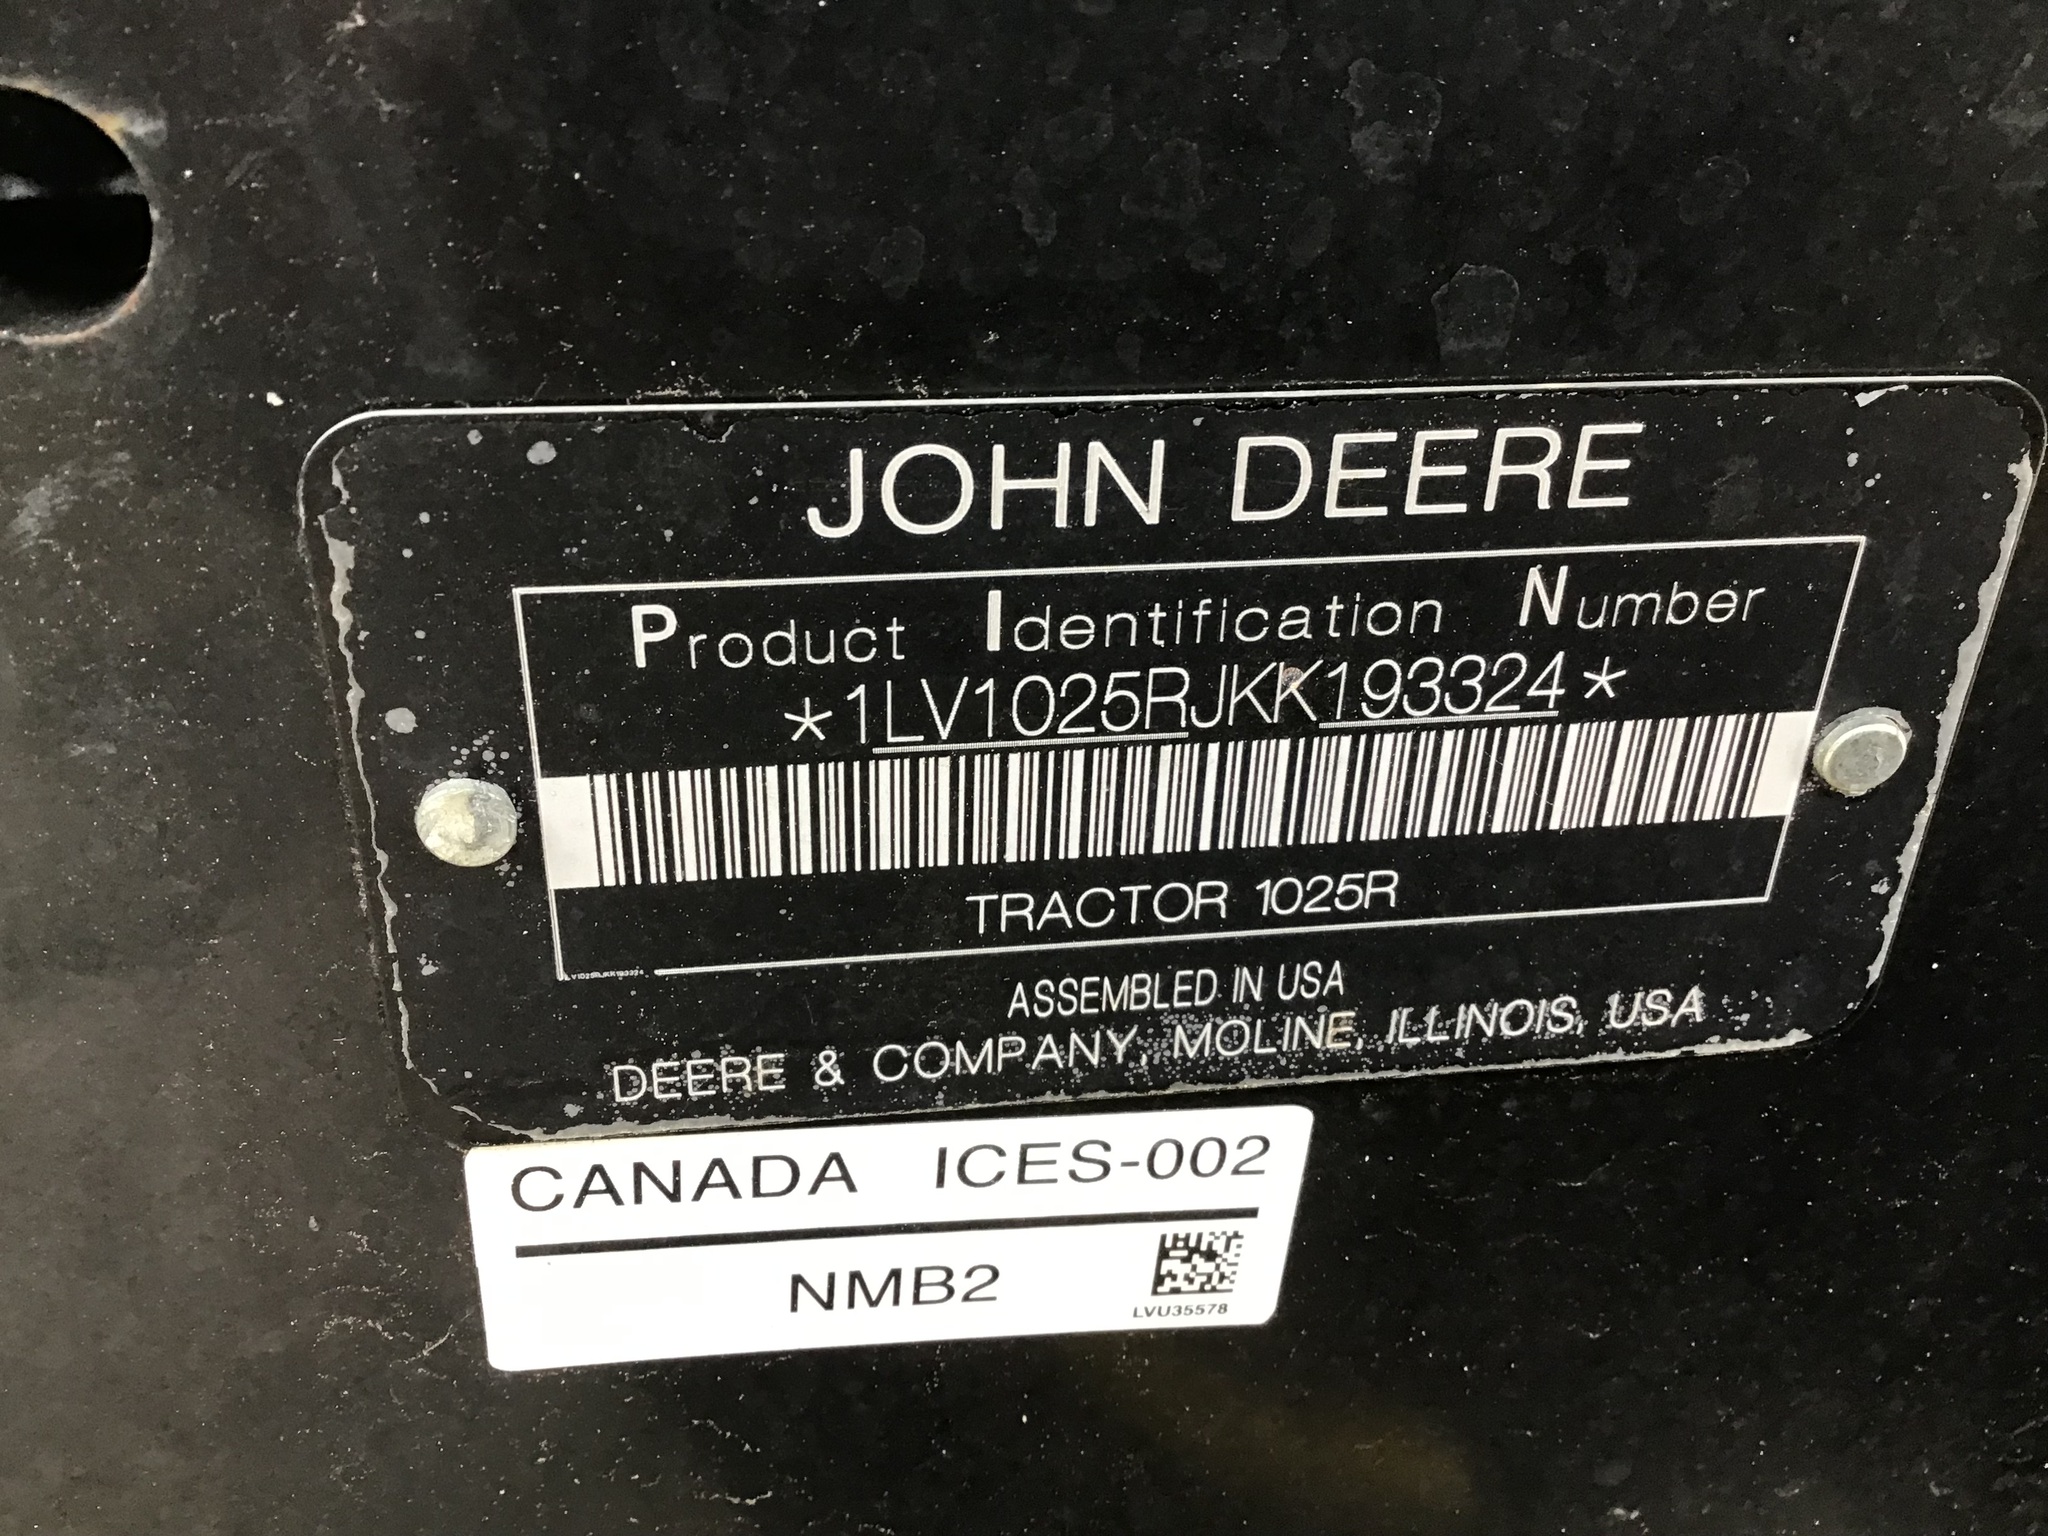 JOHN DEERE
Product Identification Number
*1LV1025RJKK193324*
TRACTOR 1025R
ASSEMBLED IN USA
DEERE & COMPANY, MOLINE, ILLINOIS, USA
CANADA ICES-002
NMB2
LVU35578